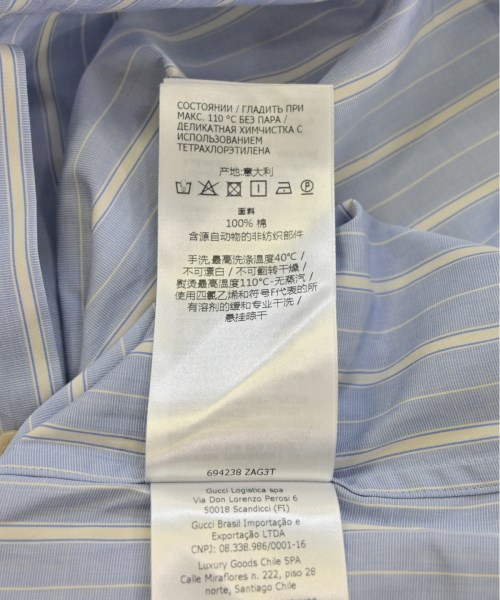 СОСТОЯНИИ / ГЛАДИТЬ ПРИ
МАКС. 110 °C БЕЗ ПАРА /
ДЕЛИКАТНАЯ ХИМЧИСТКА С
ИСПОЛЬЗОВАНИЕМ
ТЕТРАХЛОРЭТИЛЕНА
产地:意大利
面料
100% 棉
含源自动物的非纺织部件
手洗,最高洗涤温度40°C /
不可漂白 / 不可翻转干燥 /
熨烫最高温度110°C-无蒸汽 /
使用四氯乙烯和符号F代表的所
有溶剂的缓和专业干洗 /
悬挂晾干
694238 ZAG3T
Gucci Logistica spa
Via Don Lorenzo Perosi 6
50018 Scandicci (FI)
Gucci Brasil Importação e
Exportação LTDA
CNPJ: 08.338.986/0001-16
Luxury Goods Chile SPA
Calle Miraflores n. 222, piso 28
norte, Santiago Chile